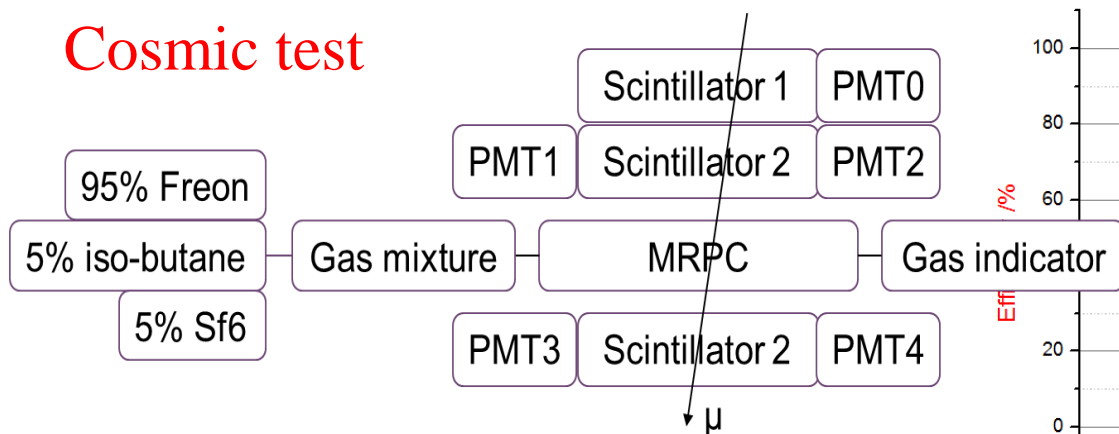 Cosmic test
Scintillator 1 PMT0
PMT1 Scintillator 2 PMT2
95% Freon
5% iso-butane Gas mixture MRPC Gas indicator
5% Sf6
PMT3 Scintillator 2 PMT4
μ
100
80
60
20
0
/%